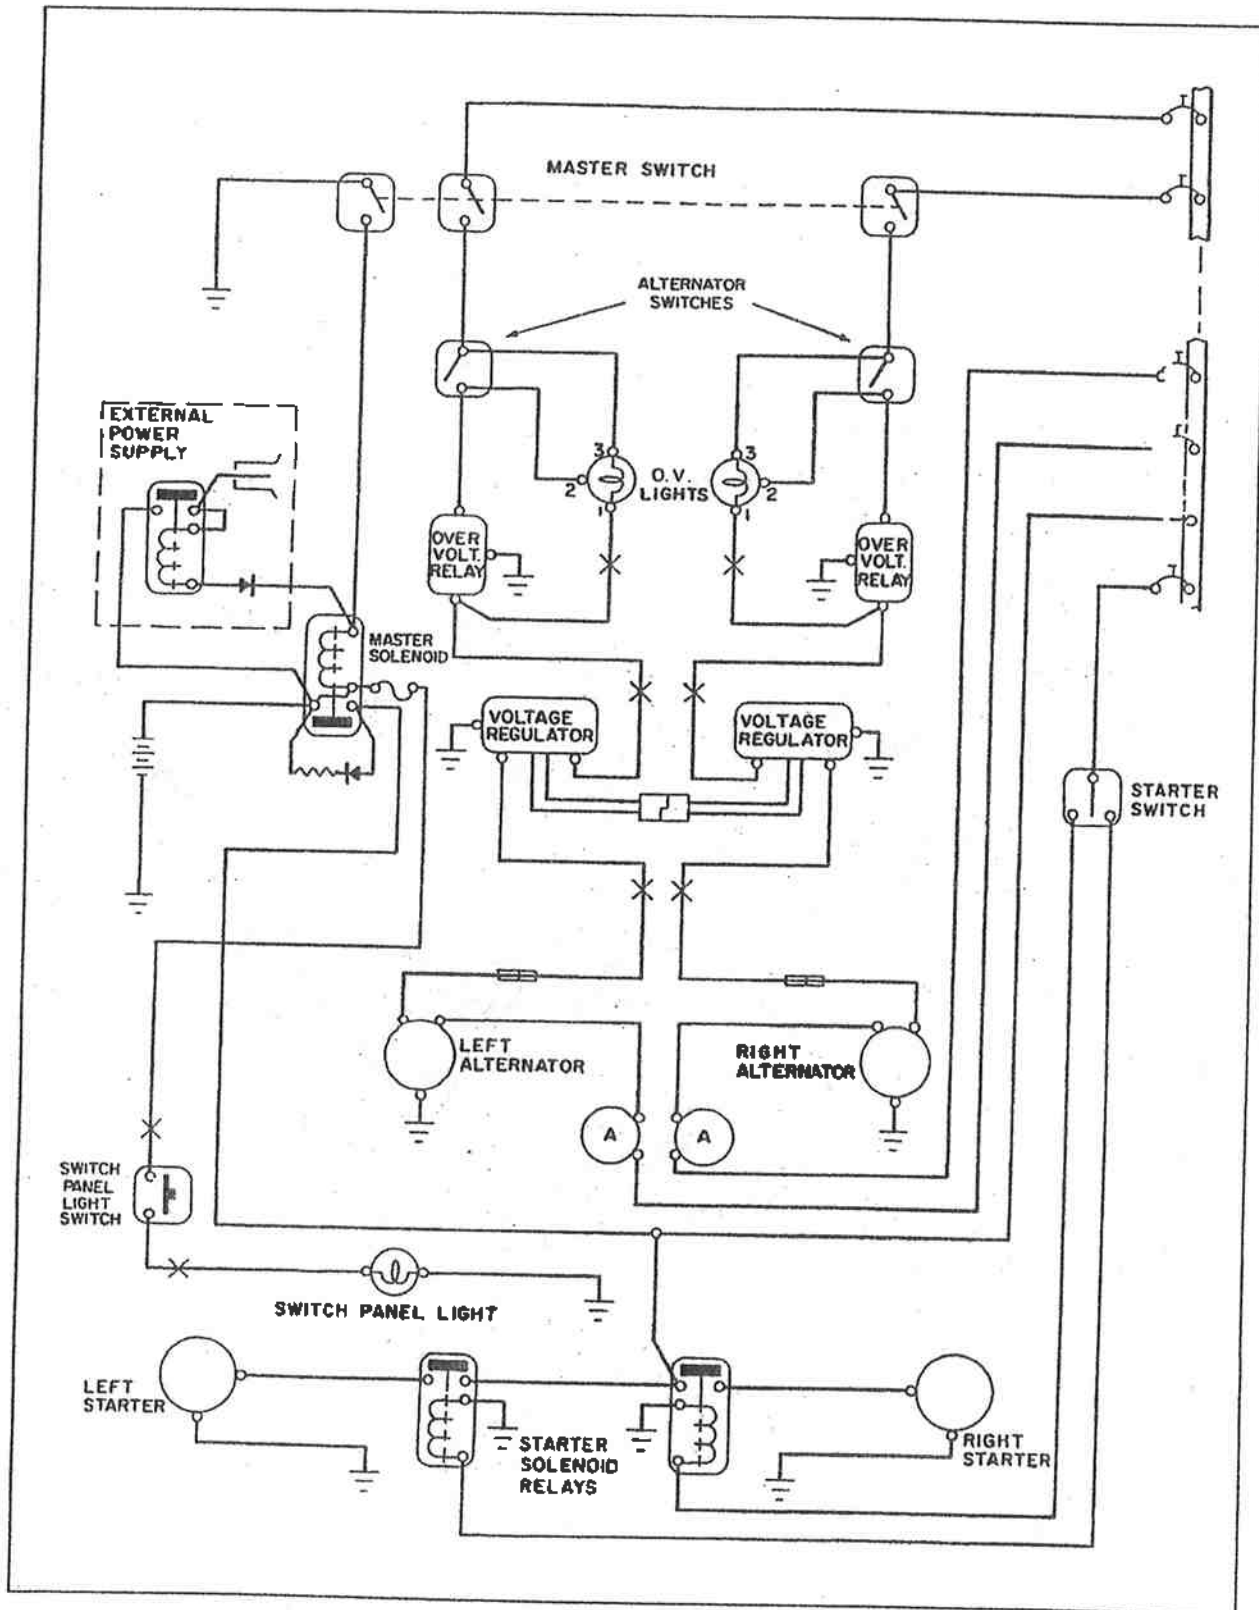 MASTER SWITCH
ALTERNATOR
SWITCHES
EXTERNAL
POWER
SUPPLY
3
2
1
O.V.
LIGHTS
3
2
1
OVER
VOLT.
RELAY
OVER
VOLT.
RELAY
MASTER
SOLENOID
VOLTAGE
REGULATOR
VOLTAGE
REGULATOR
STARTER
SWITCH
LEFT
ALTERNATOR
RIGHT
ALTERNATOR
A
A
SWITCH
PANEL
LIGHT
SWITCH
SWITCH PANEL LIGHT
LEFT
STARTER
STARTER
SOLENOID
RELAYS
RIGHT
STARTER